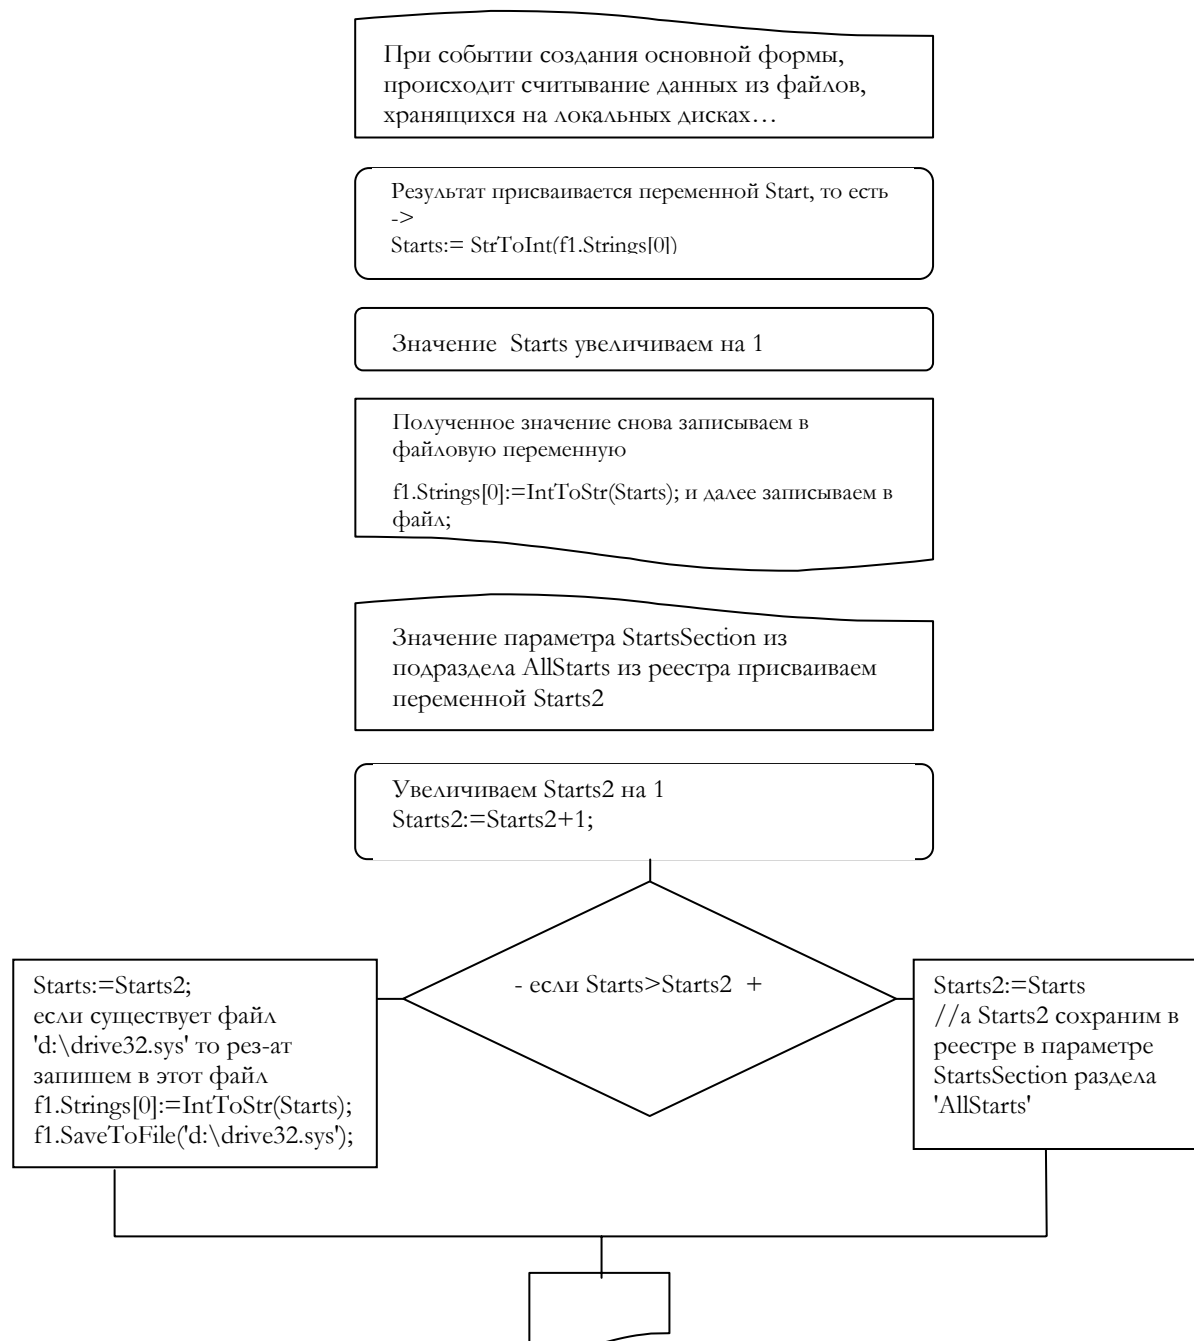 При событии создания основной формы,
происходит считывание данных из файлов,
хранящихся на локальных дисках…
Результат присваивается переменной Start, то есть
->
Starts:= StrToInt(f1.Strings[0])
Значение  Starts увеличиваем на 1
Полученное значение снова записываем в
файловую переменную
f1.Strings[0]:=IntToStr(Starts); и далее записываем в
файл;
Значение параметра StartsSection из
подраздела AllStarts из реестра присваиваем
переменной Starts2
Увеличиваем Starts2 на 1
Starts2:=Starts2+1;
- если Starts>Starts2  +
Starts:=Starts2;
если существует файл
'd:\drive32.sys' то рез-ат
запишем в этот файл
f1.Strings[0]:=IntToStr(Starts);
f1.SaveToFile('d:\drive32.sys');
Starts2:=Starts
//а Starts2 сохраним в
реестре в параметре
StartsSection раздела
'AllStarts'